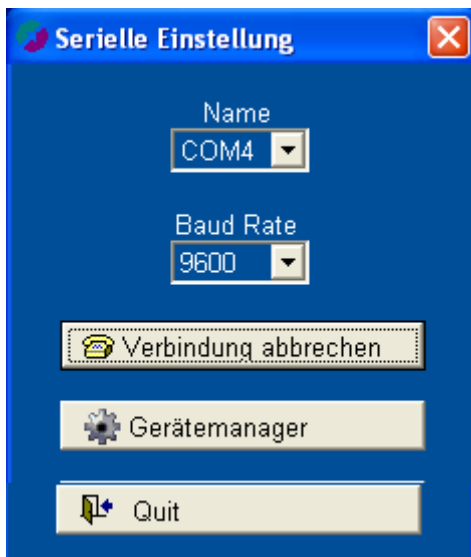 Serielle Einstellung
Name
COM4
Baud Rate
9600
Verbindung abbrechen
Gerätemanager
Quit